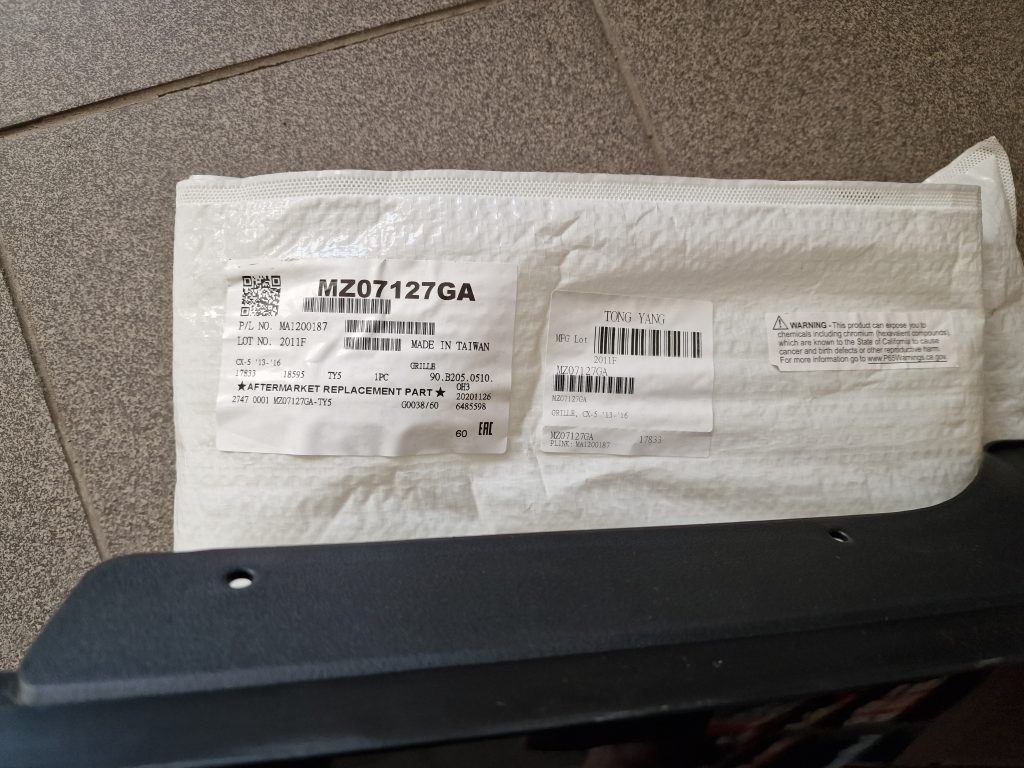 MZ07127GA
P/L NO. MA1200187
LOT NO. 2011F MADE IN TAIWAN
CX-5 '13-'16 GRILLE
17833 18595 TY5 1PC 90.B205.0510.
★AFTERMARKET REPLACEMENT PART★ 0H3
20201126
2747 0001 MZ07127GA-TY5 G0038/60 6485598
60 EAC
TONG YANG
MFG Lot
2011F
MZ07127GA
MZ07127GA
GRILLE, CX-5 '13-'16
MZ07127GA 17833
PLINK: MA1200187
WARNING - This product can expose you to
chemicals including chromium (hexavalent compounds),
which are known to the State of California to cause
cancer and birth defects or other reproductive harm.
For more information go to www.P65Warnings.ca.gov